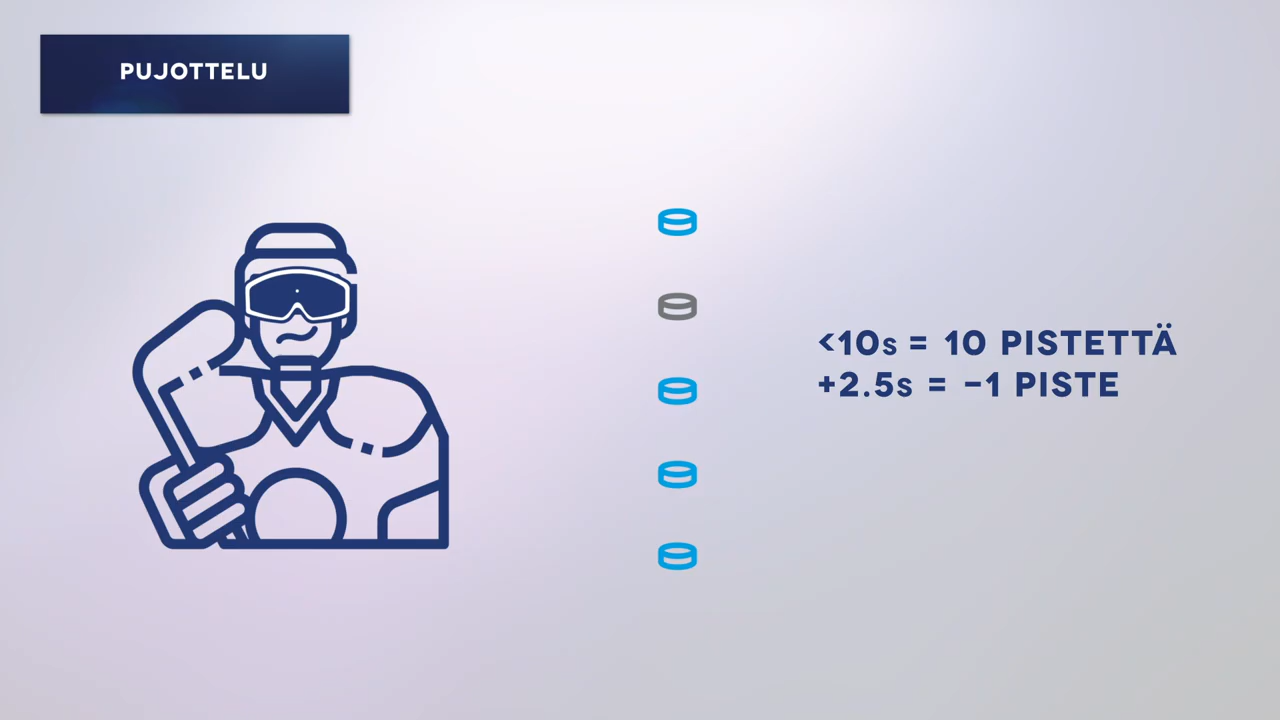 PUJOTTELU
<10s = 10 PISTETTÄ
+2.5s = -1 PISTE